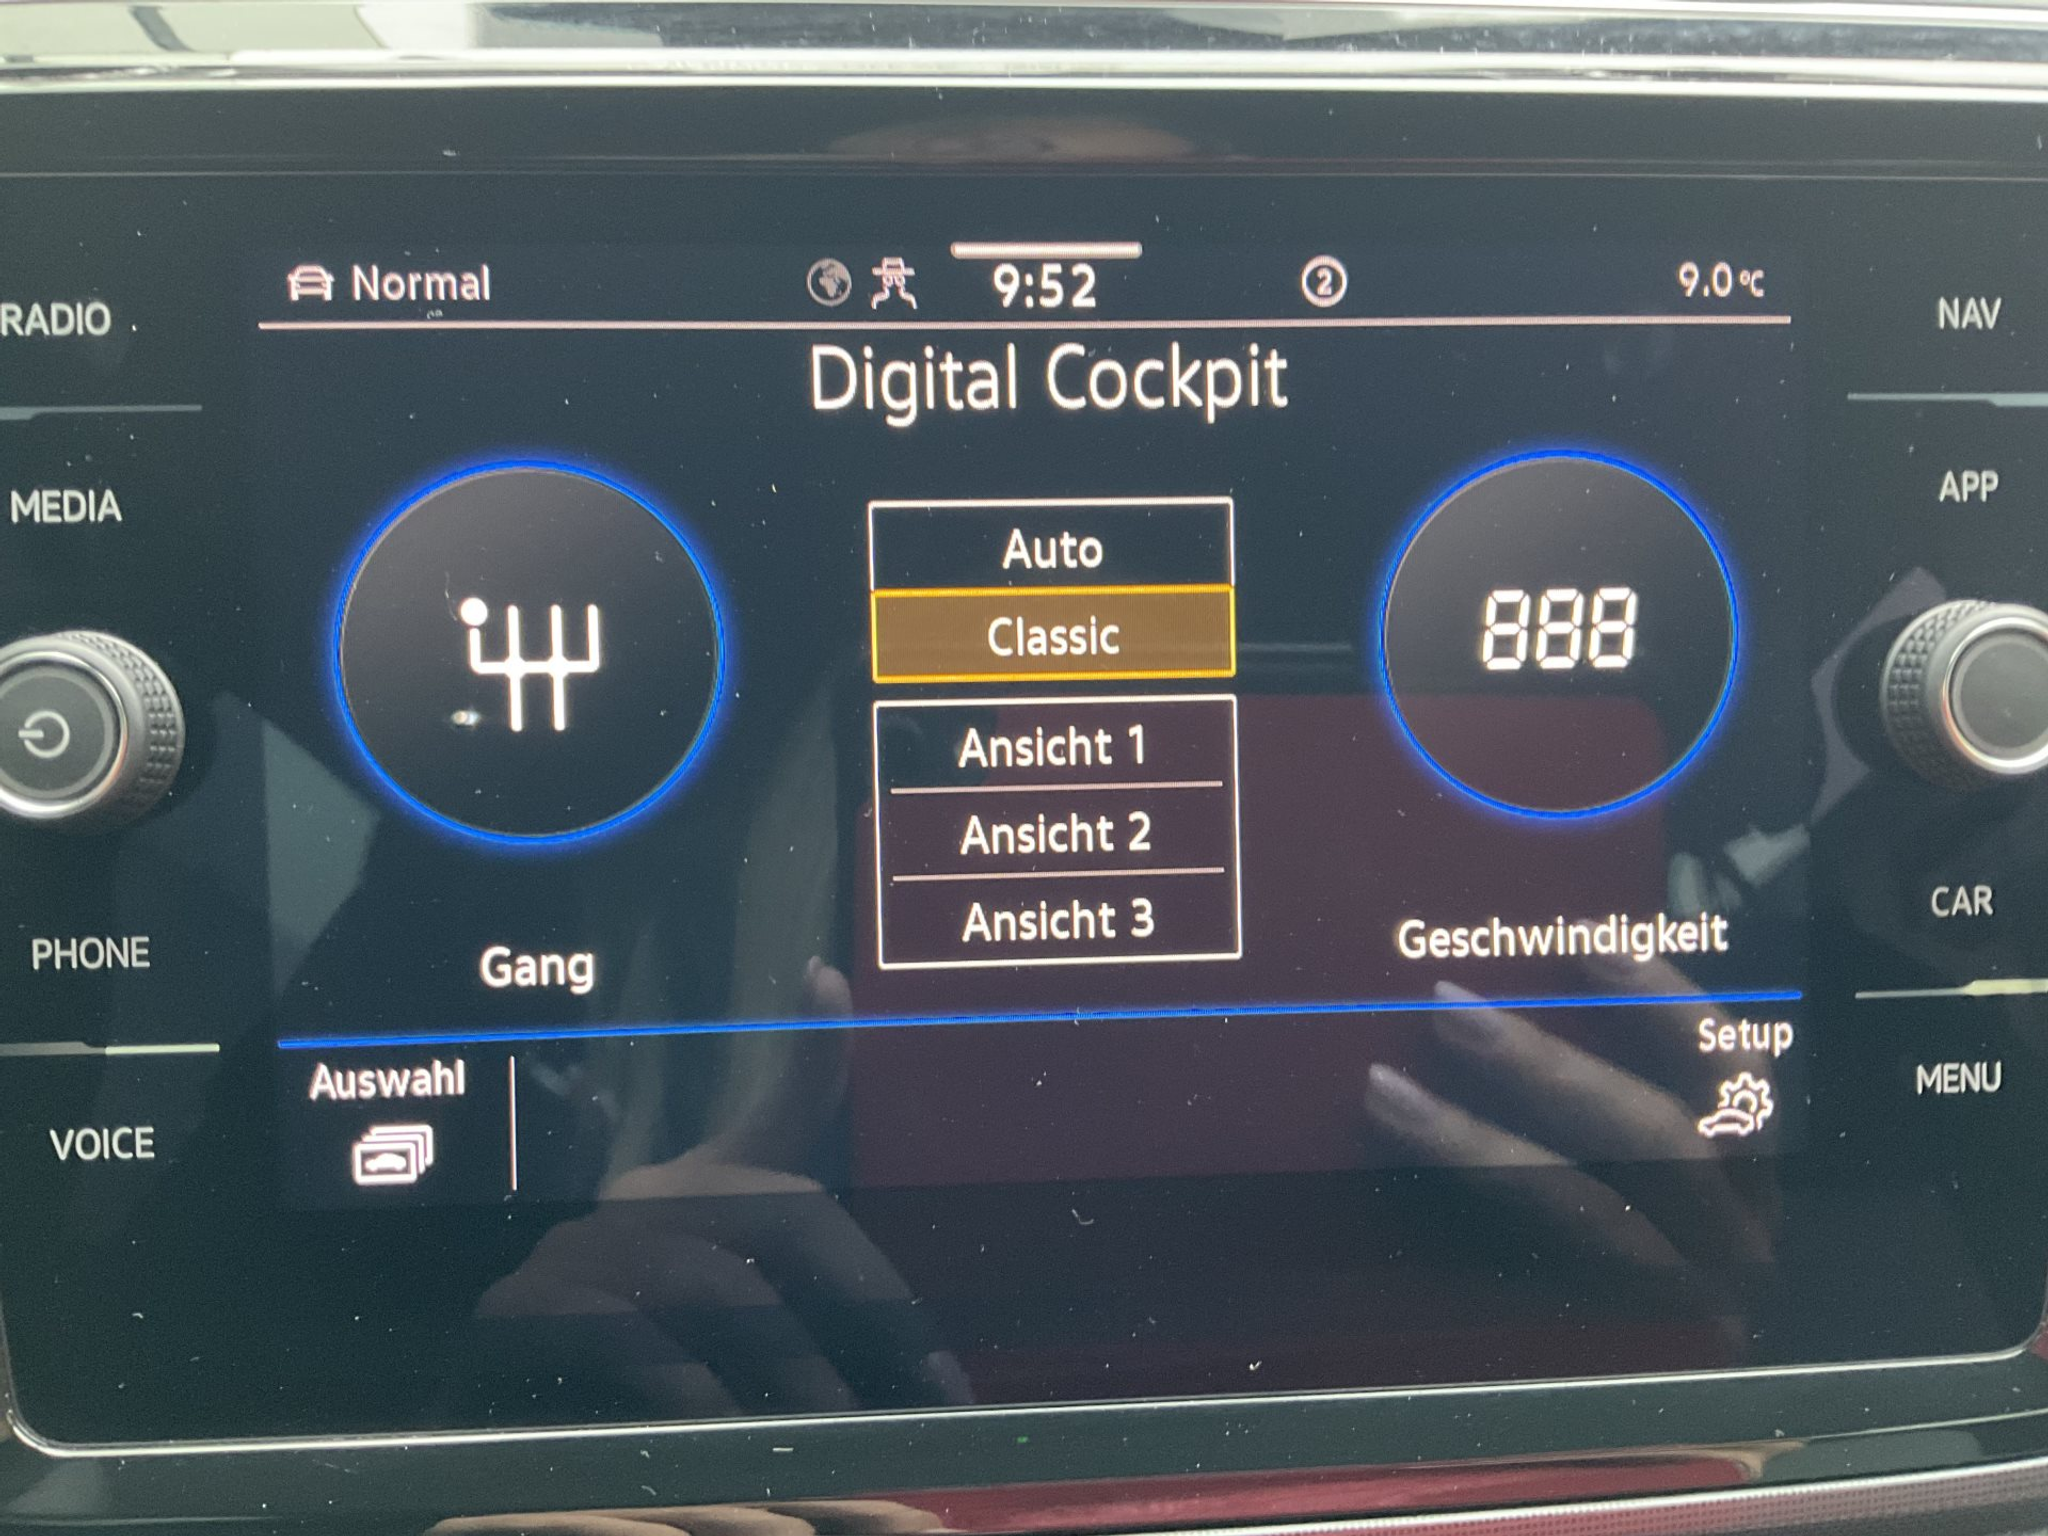 Normal
9:52
2
9.0°C
RADIO
NAV
Digital Cockpit
MEDIA
APP
Auto
Classic
888
Ansicht 1
Ansicht 2
Ansicht 3
CAR
PHONE
Gang
Geschwindigkeit
Setup
Auswahl
MENU
VOICE